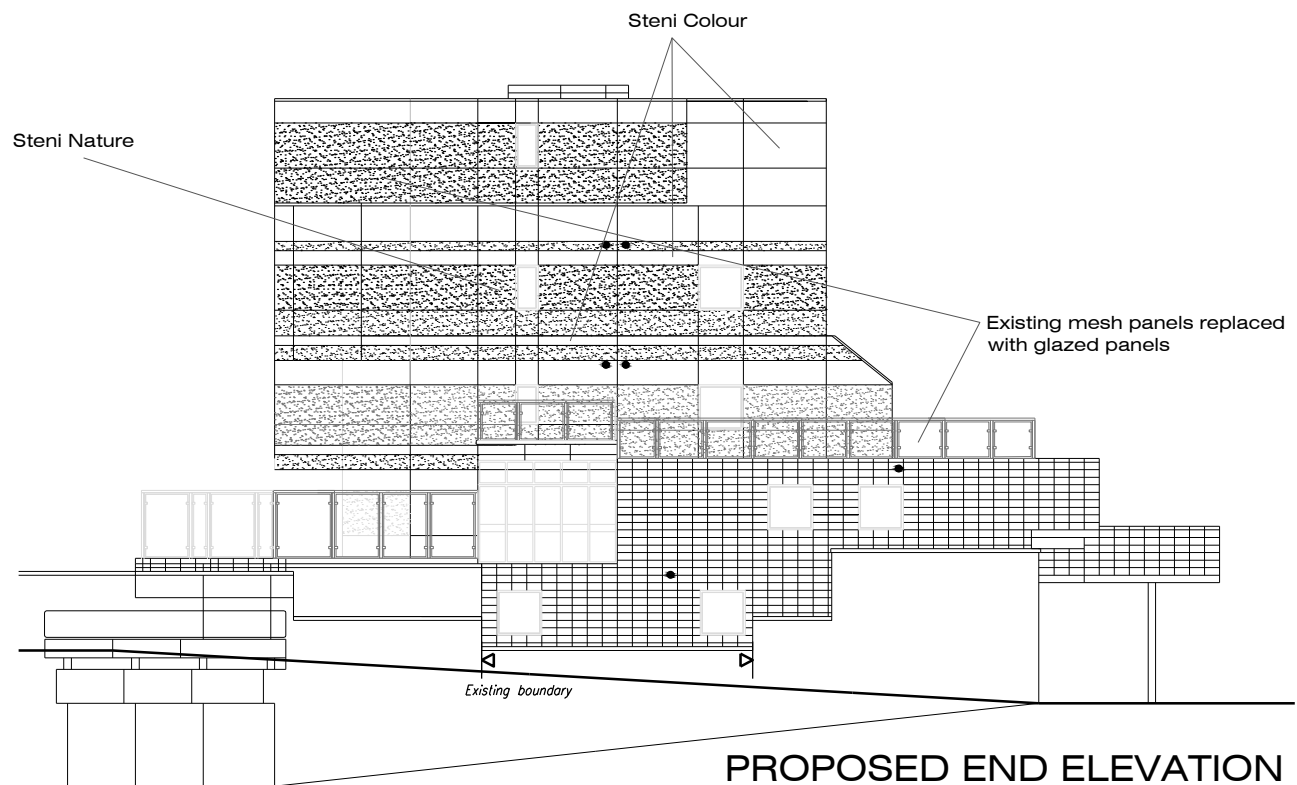 Steni Colour
Steni Nature
Existing mesh panels replaced
with glazed panels
Existing boundary
PROPOSED END ELEVATION